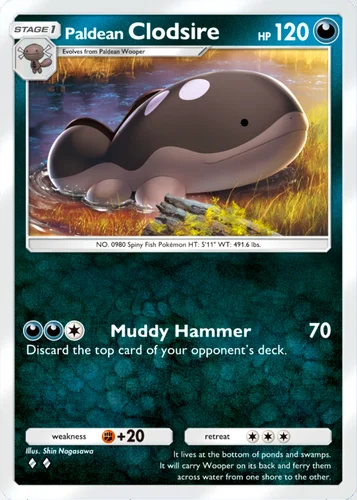 STAGE 1
Paldean Clodsire HP 120
Evolves from Paldean Wooper
NO. 0980 Spiny Fish Pokémon HT: 5'11" WT: 491.6 lbs.
Muddy Hammer 70
Discard the top card of your opponent's deck.
weakness +20 retreat
Illus. Shin Nagasawa
It lives at the bottom of ponds and swamps.
It will carry Wooper on its back and ferry them
across water from one shore to the other.